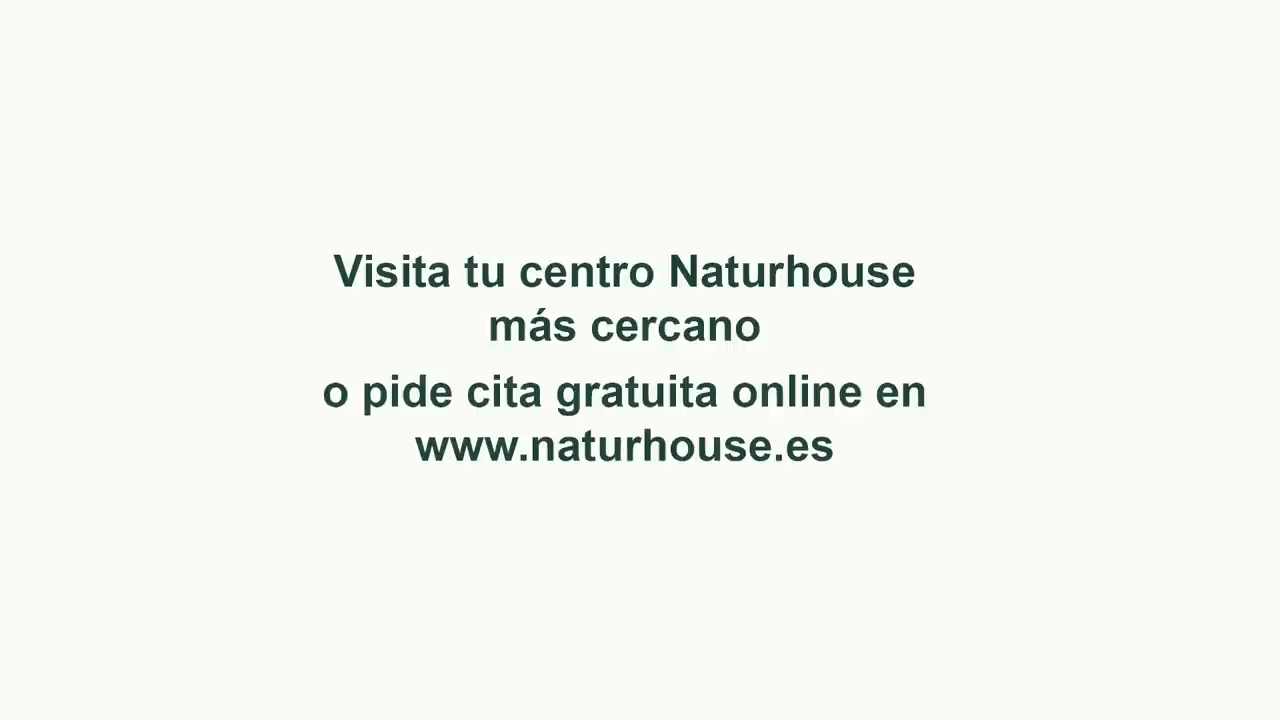 Visita tu centro Naturhouse
más cercano
o pide cita gratuita online en
www.naturhouse.es